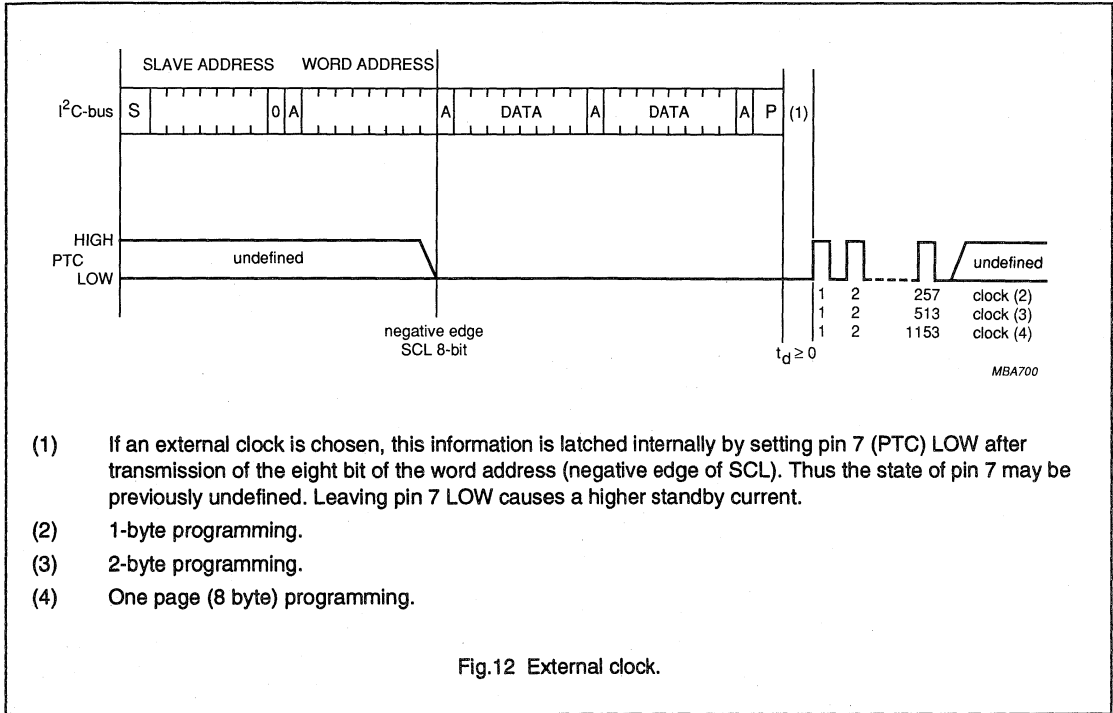 SLAVE ADDRESS WORD ADDRESS
I²C-bus S 0 A A DATA A DATA A P (1)
HIGH
PTC undefined undefined
LOW
1 2 257 clock (2)
1 2 513 clock (3)
1 2 1153 clock (4)
negative edge
SCL 8-bit
td ≥ 0
MBA700
(1) If an external clock is chosen, this information is latched internally by setting pin 7 (PTC) LOW after
transmission of the eight bit of the word address (negative edge of SCL). Thus the state of pin 7 may be
previously undefined. Leaving pin 7 LOW causes a higher standby current.
(2) 1-byte programming.
(3) 2-byte programming.
(4) One page (8 byte) programming.
Fig.12 External clock.